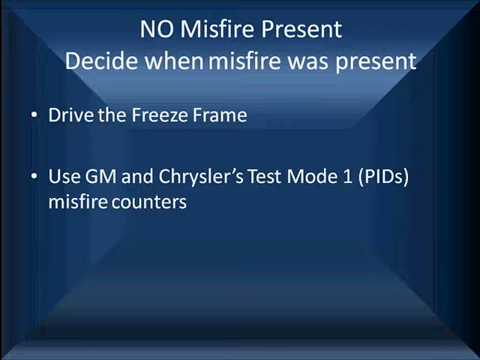 NO Misfire Present
Decide when misfire was present
• Drive the Freeze Frame
• Use GM and Chrysler's Test Mode 1 (PIDs)
misfire counters